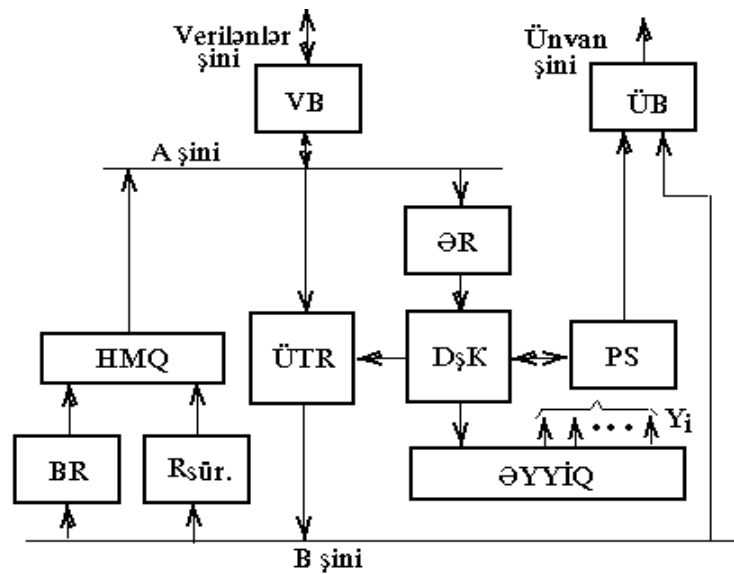 Verilənlər
şini
Ünvan
şini
VB
ÜB
A şini
ƏR
HMQ
ÜTR
DşK
PS
BR
Rsür.
Yi
ƏYYİQ
B şini